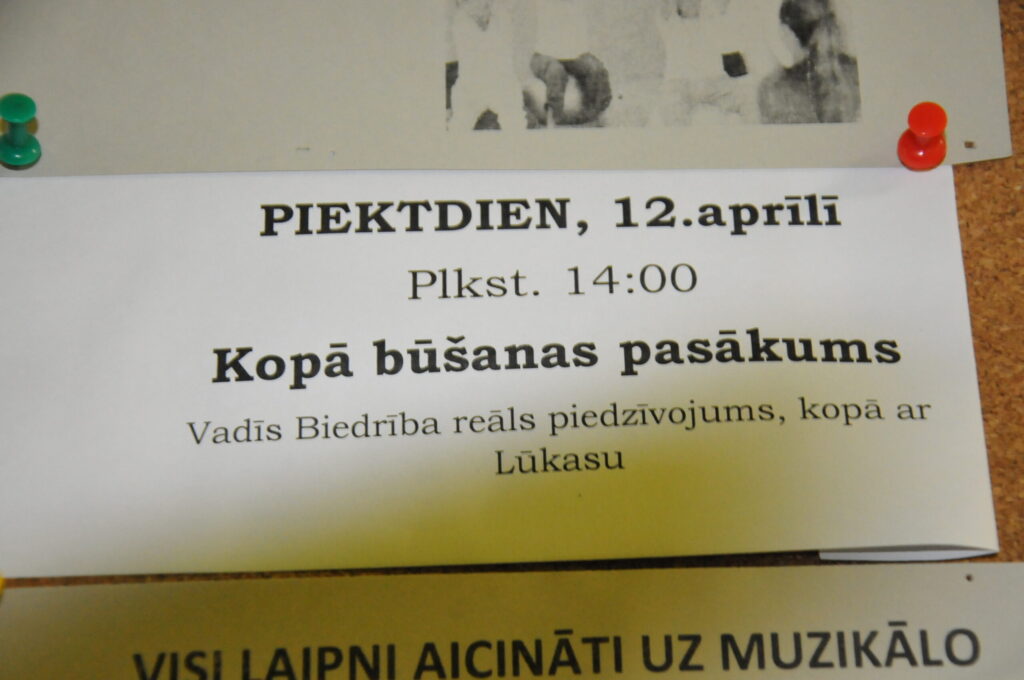 PIEKTDIEN, 12.aprīlī
Plkst. 14:00
Kopā būšanas pasākums
Vadīs Biedrība reāls piedzīvojums, kopā ar
Lūkasu
VISI LAIPNI AICINĀTI UZ MUZIKĀLO